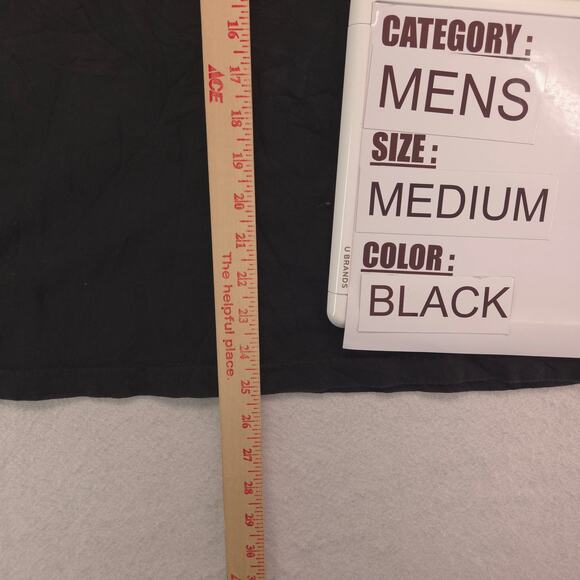 CATEGORY:
MENS
SIZE:
MEDIUM
COLOR:
BLACK
U BRANDS
ACE
The helpful place.
16
17
18
19
20
21
22
23
24
25
26
27
28
29
30